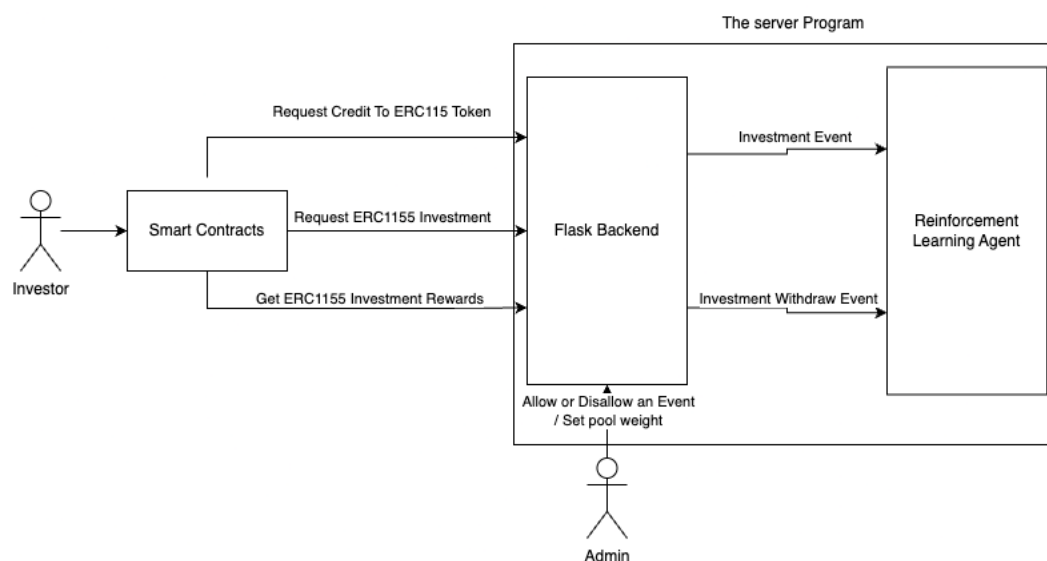 The server Program
Request Credit To ERC115 Token
Investment Event
Smart Contracts
Request ERC1155 Investment
Flask Backend
Reinforcement
Learning Agent
Investor
Get ERC1155 Investment Rewards
Investment Withdraw Event
Allow or Disallow an Event
/ Set pool weight
Admin